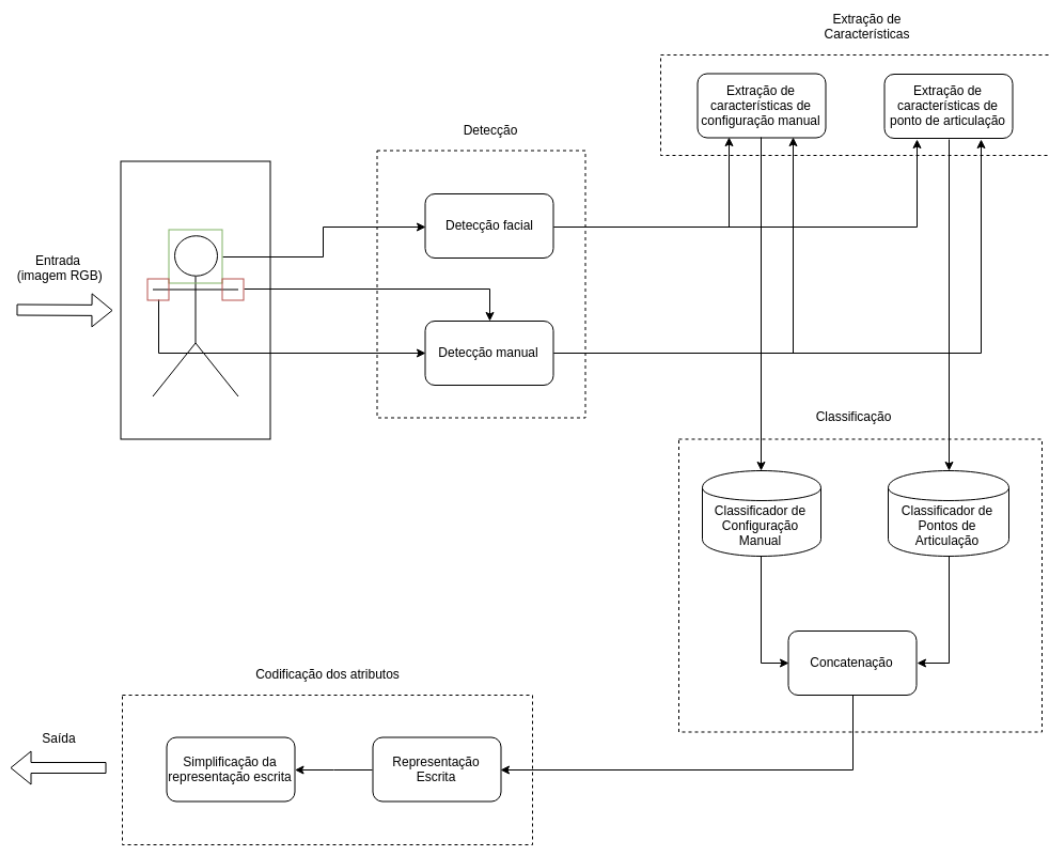 Extração de
Características
Extração de
características de
configuração manual
Extração de
características de
ponto de articulação
Detecção
Detecção facial
Entrada
(imagem RGB)
Detecção manual
Classificação
Classificador de
Configuração
Manual
Classificador de
Pontos de
Articulação
Concatenação
Codificação dos atributos
Saída
Simplificação da
representação escrita
Representação
Escrita